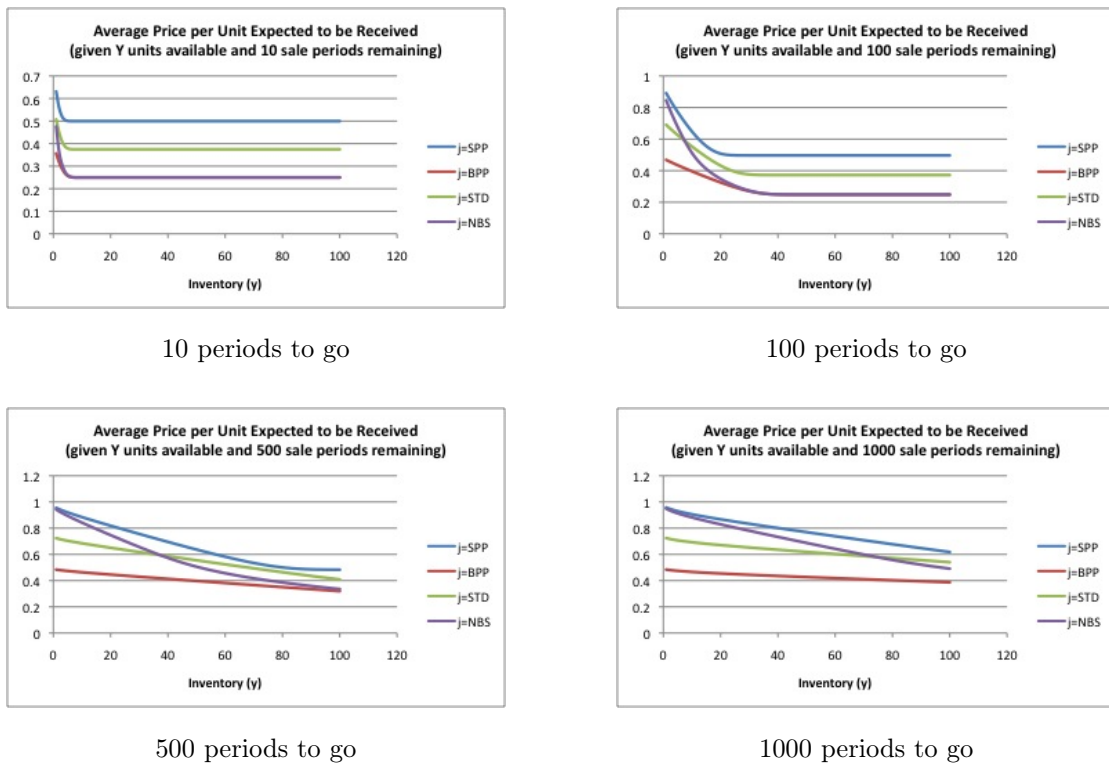 Average Price per Unit Expected to be Received
(given Y units available and 10 sale periods remaining)
0.7
0.6
0.5
0.4
0.3
0.2
0.1
0
0 20 40 60 80 100 120
Inventory (y)
j=SPP
j=BPP
j=STD
j=NBS
10 periods to go
Average Price per Unit Expected to be Received
(given Y units available and 100 sale periods remaining)
1
0.8
0.6
0.4
0.2
0
0 20 40 60 80 100 120
Inventory (y)
j=SPP
j=BPP
j=STD
j=NBS
100 periods to go
Average Price per Unit Expected to be Received
(given Y units available and 500 sale periods remaining)
1.2
1
0.8
0.6
0.4
0.2
0
0 20 40 60 80 100 120
Inventory (y)
j=SPP
j=BPP
j=STD
j=NBS
500 periods to go
Average Price per Unit Expected to be Received
(given Y units available and 1000 sale periods remaining)
1.2
1
0.8
0.6
0.4
0.2
0
0 20 40 60 80 100 120
Inventory (y)
j=SPP
j=BPP
j=STD
j=NBS
1000 periods to go